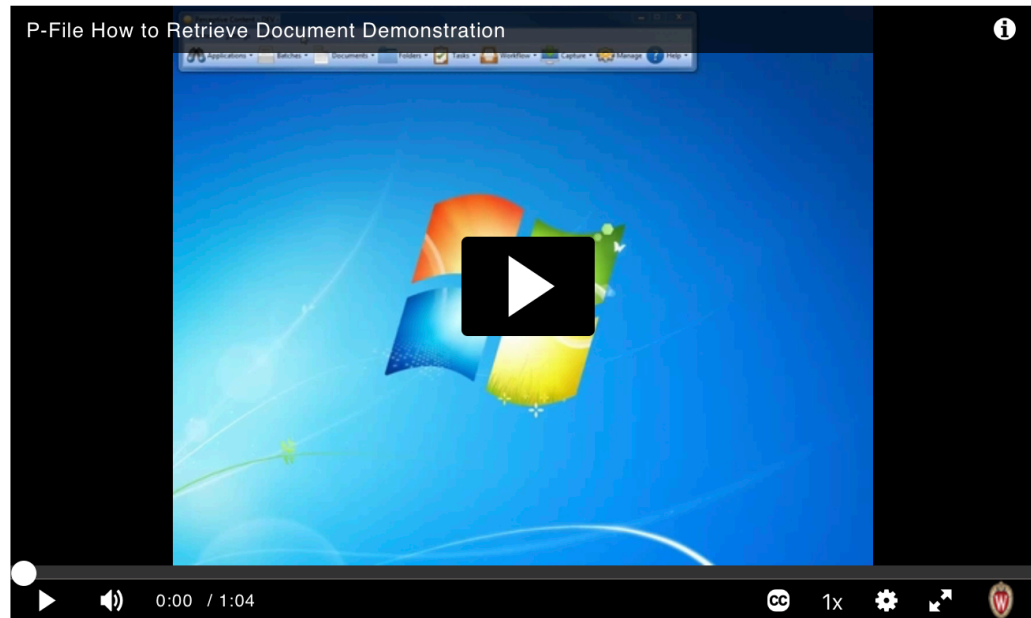 P-File How to Retrieve Document Demonstration
Applications Batches Documents Folders Tasks Workflow Capture Manage Help
0:00 / 1:04 CC 1x W